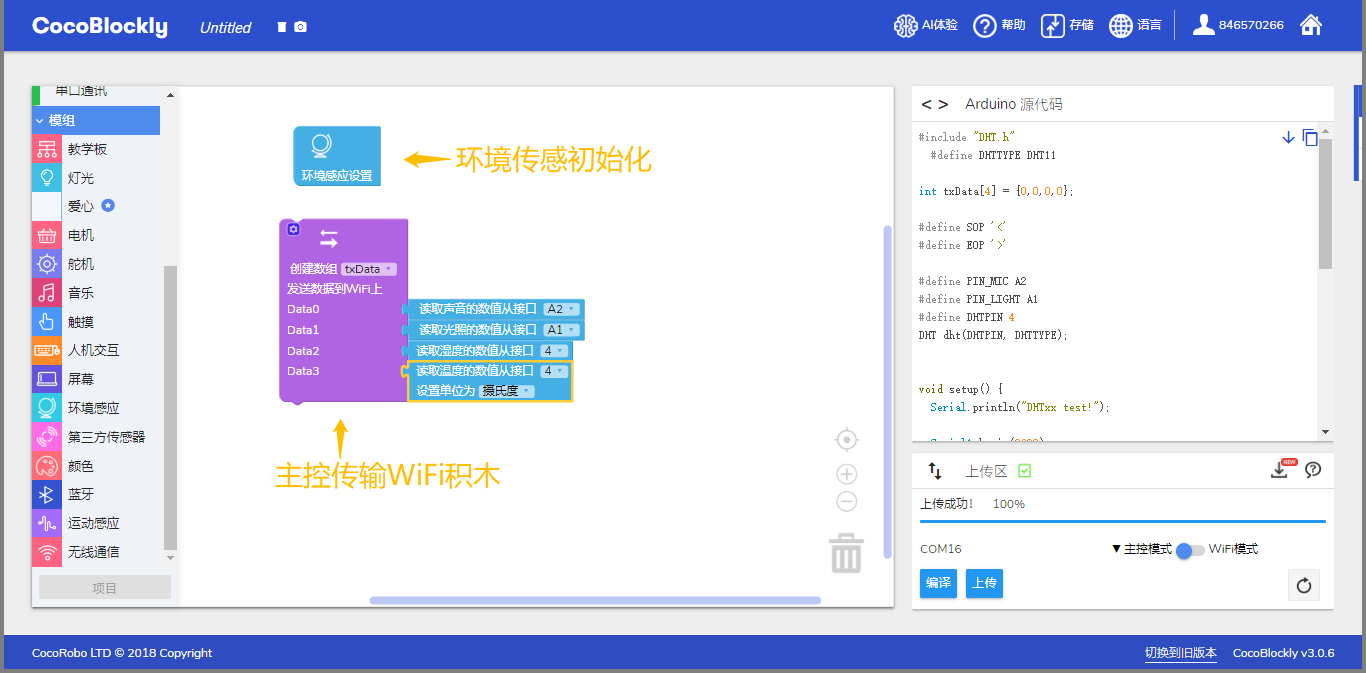 CocoBlockly
Untitled
AI体验
帮助
存储
语言
846570266
串口通讯
模组
教学板
灯光
爱心
电机
舵机
音乐
触摸
人机交互
屏幕
环境感应
第三方传感器
颜色
蓝牙
运动感应
无线通信
项目
环境感应设置
环境传感初始化
创建数组 txData
发送数据到WiFi上
Data0 读取声音的数值从接口 A2
Data1 读取光照的数值从接口 A1
Data2 读取湿度的数值从接口 4
Data3 读取温度的数值从接口 4
设置单位为 摄氏度
主控传输WiFi积木
< > Arduino 源代码
#include "DHT.h"
#define DHTTYPE DHT11
int txData[4] = {0,0,0,0};
#define SOP '<'
#define EOP '>'
#define PIN_MIC A2
#define PIN_LIGHT A1
#define DHTPIN 4
DHT dht(DHTPIN, DHTTYPE);
void setup() {
Serial.println("DHTxx test!");
上传区
NEW
上传成功! 100%
COM16
▼主控模式
WiFi模式
编译
上传
CocoRobo LTD © 2018 Copyright
切换到旧版本
CocoBlockly v3.0.6